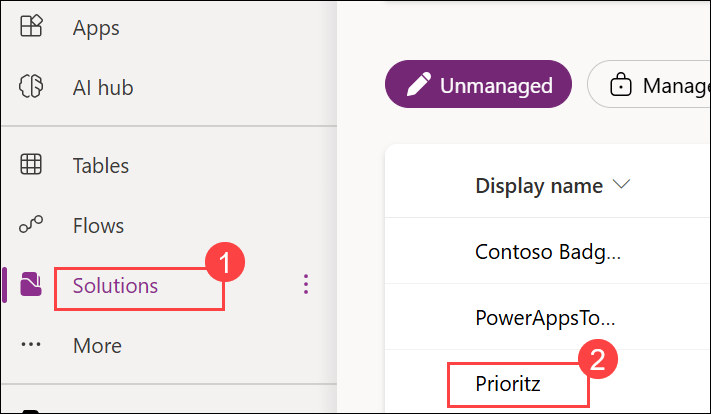 Apps
AI hub
Tables
Flows
Solutions
1
More
Unmanaged
Manage
Display name
Contoso Badg...
PowerAppsTo...
2
Prioritz